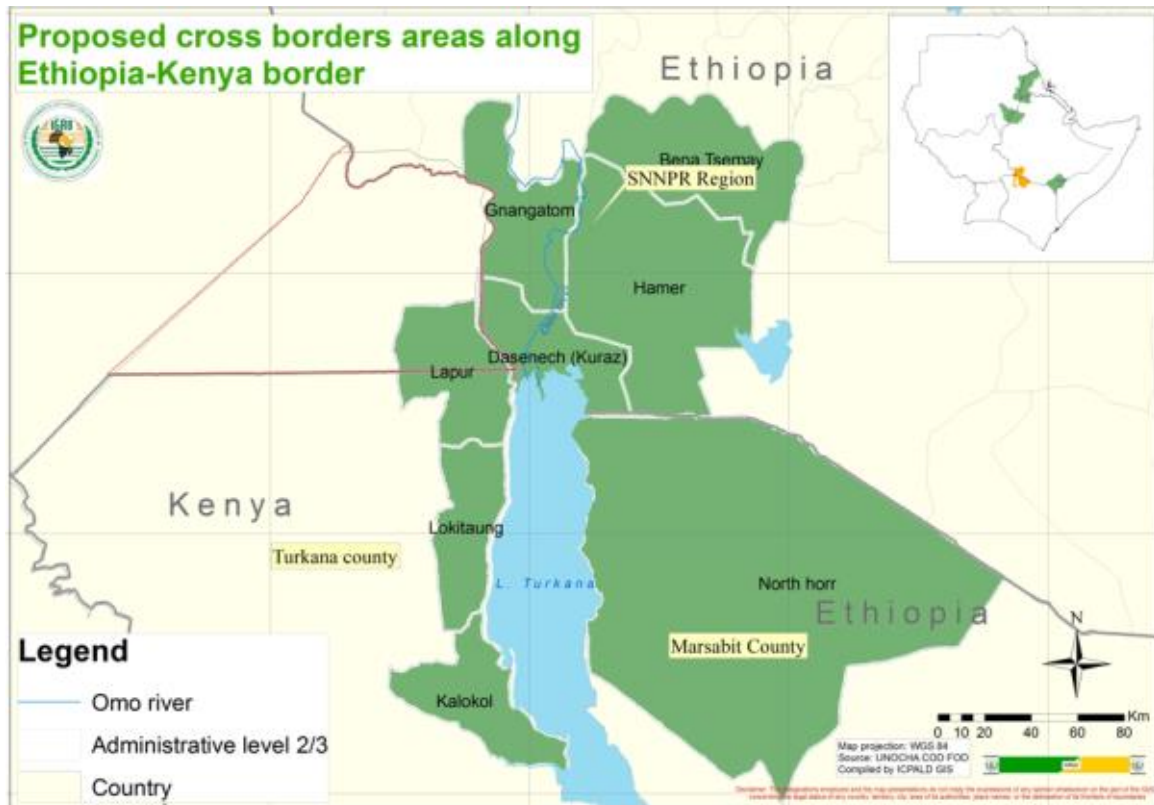 Proposed cross borders areas along
Ethiopia-Kenya border
IGAD
Ethiopia
Bena Tsemay
SNNPR Region
Gnangatom
Hamer
Dasenech (Kuraz)
Lapur
Kenya
Lokitaung
Turkana county
L. Turkana
North horr
Ethiopia
Marsabit County
Kalokol
N
Legend
Omo river
Administrative level 2/3
Country
0 10 20 40 60 80 Km
Map projection: WGS 84
Source: UNOCHA COD FOD
Compiled by ICPALD GIS